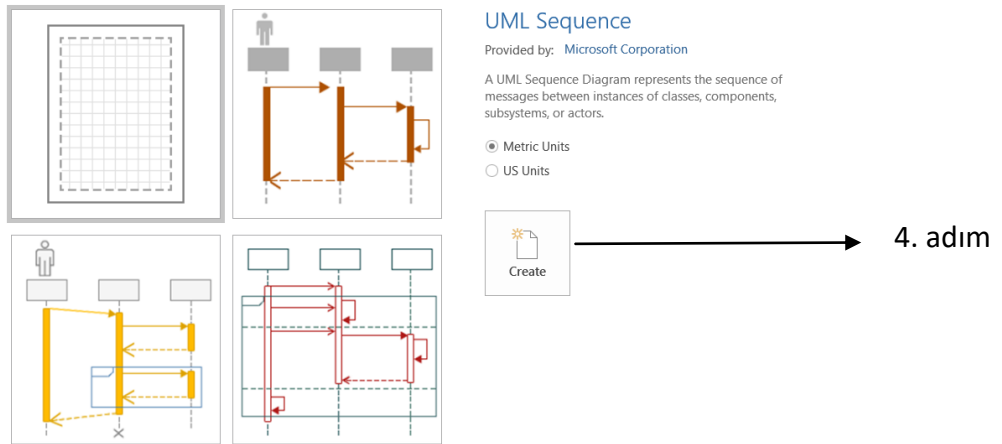 UML Sequence
Provided by: Microsoft Corporation
A UML Sequence Diagram represents the sequence of
messages between instances of classes, components,
subsystems, or actors.
Metric Units
US Units
Create
4. adım